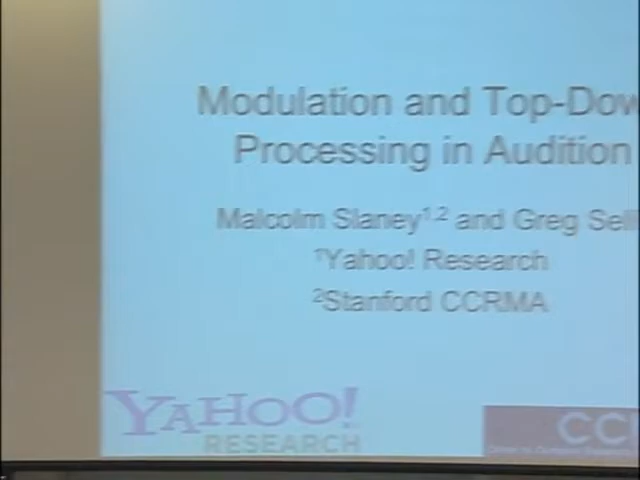 Modulation and Top-Dow
Processing in Audition
Malcolm Slaney1,2 and Greg Sell
1Yahoo! Research
2Stanford CCRMA
YAHOO!
RESEARCH
CC